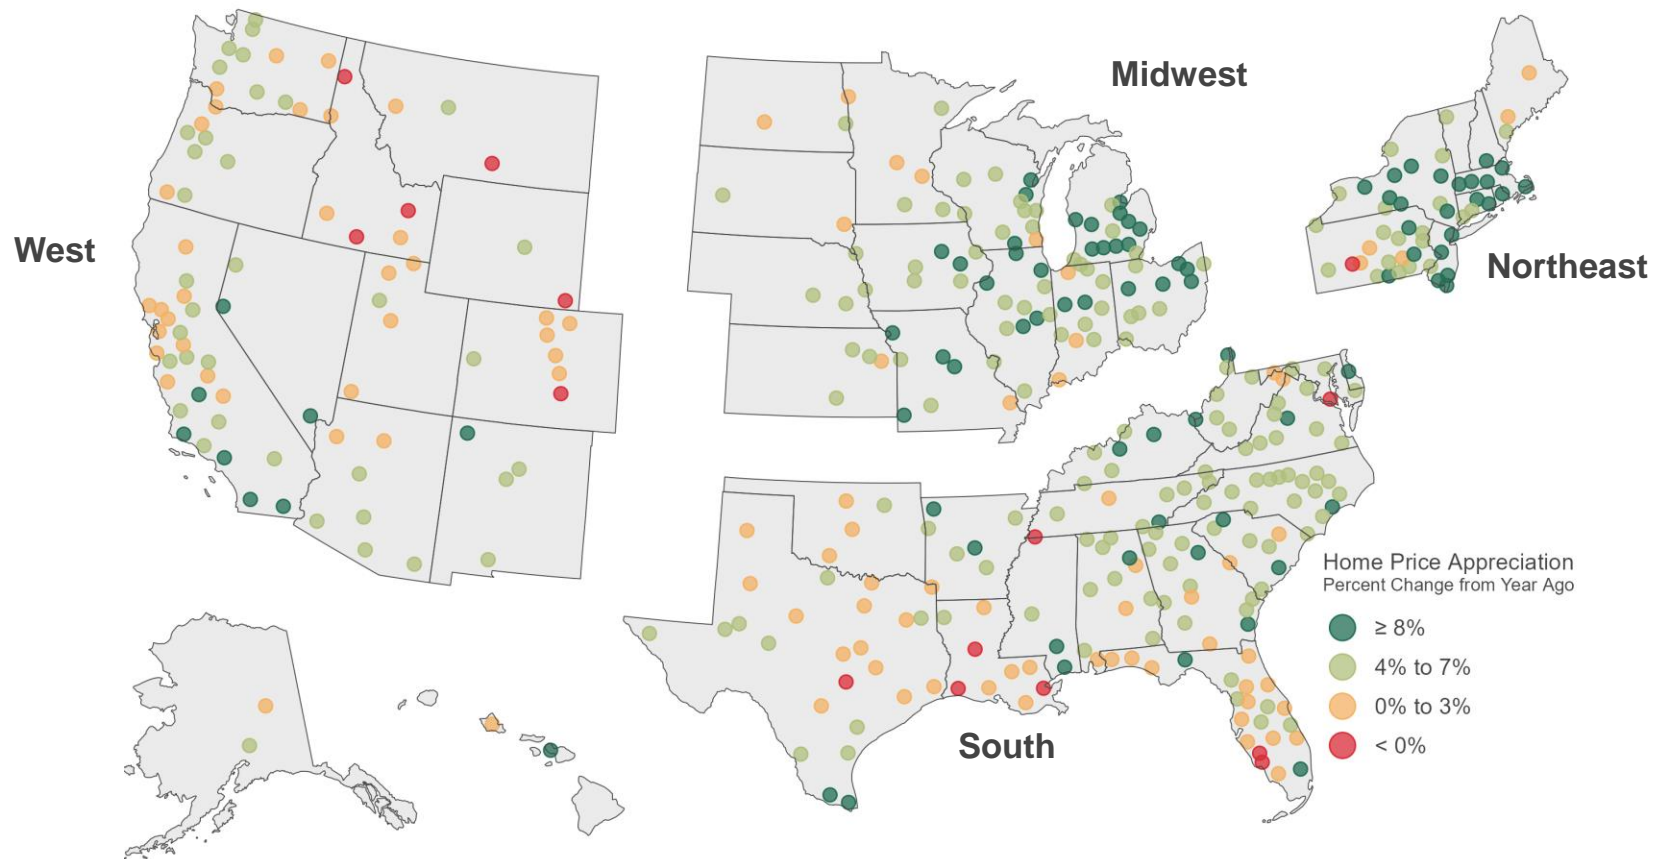 Midwest
West
Northeast
South
Home Price Appreciation
Percent Change from Year Ago
≥ 8%
4% to 7%
0% to 3%
< 0%